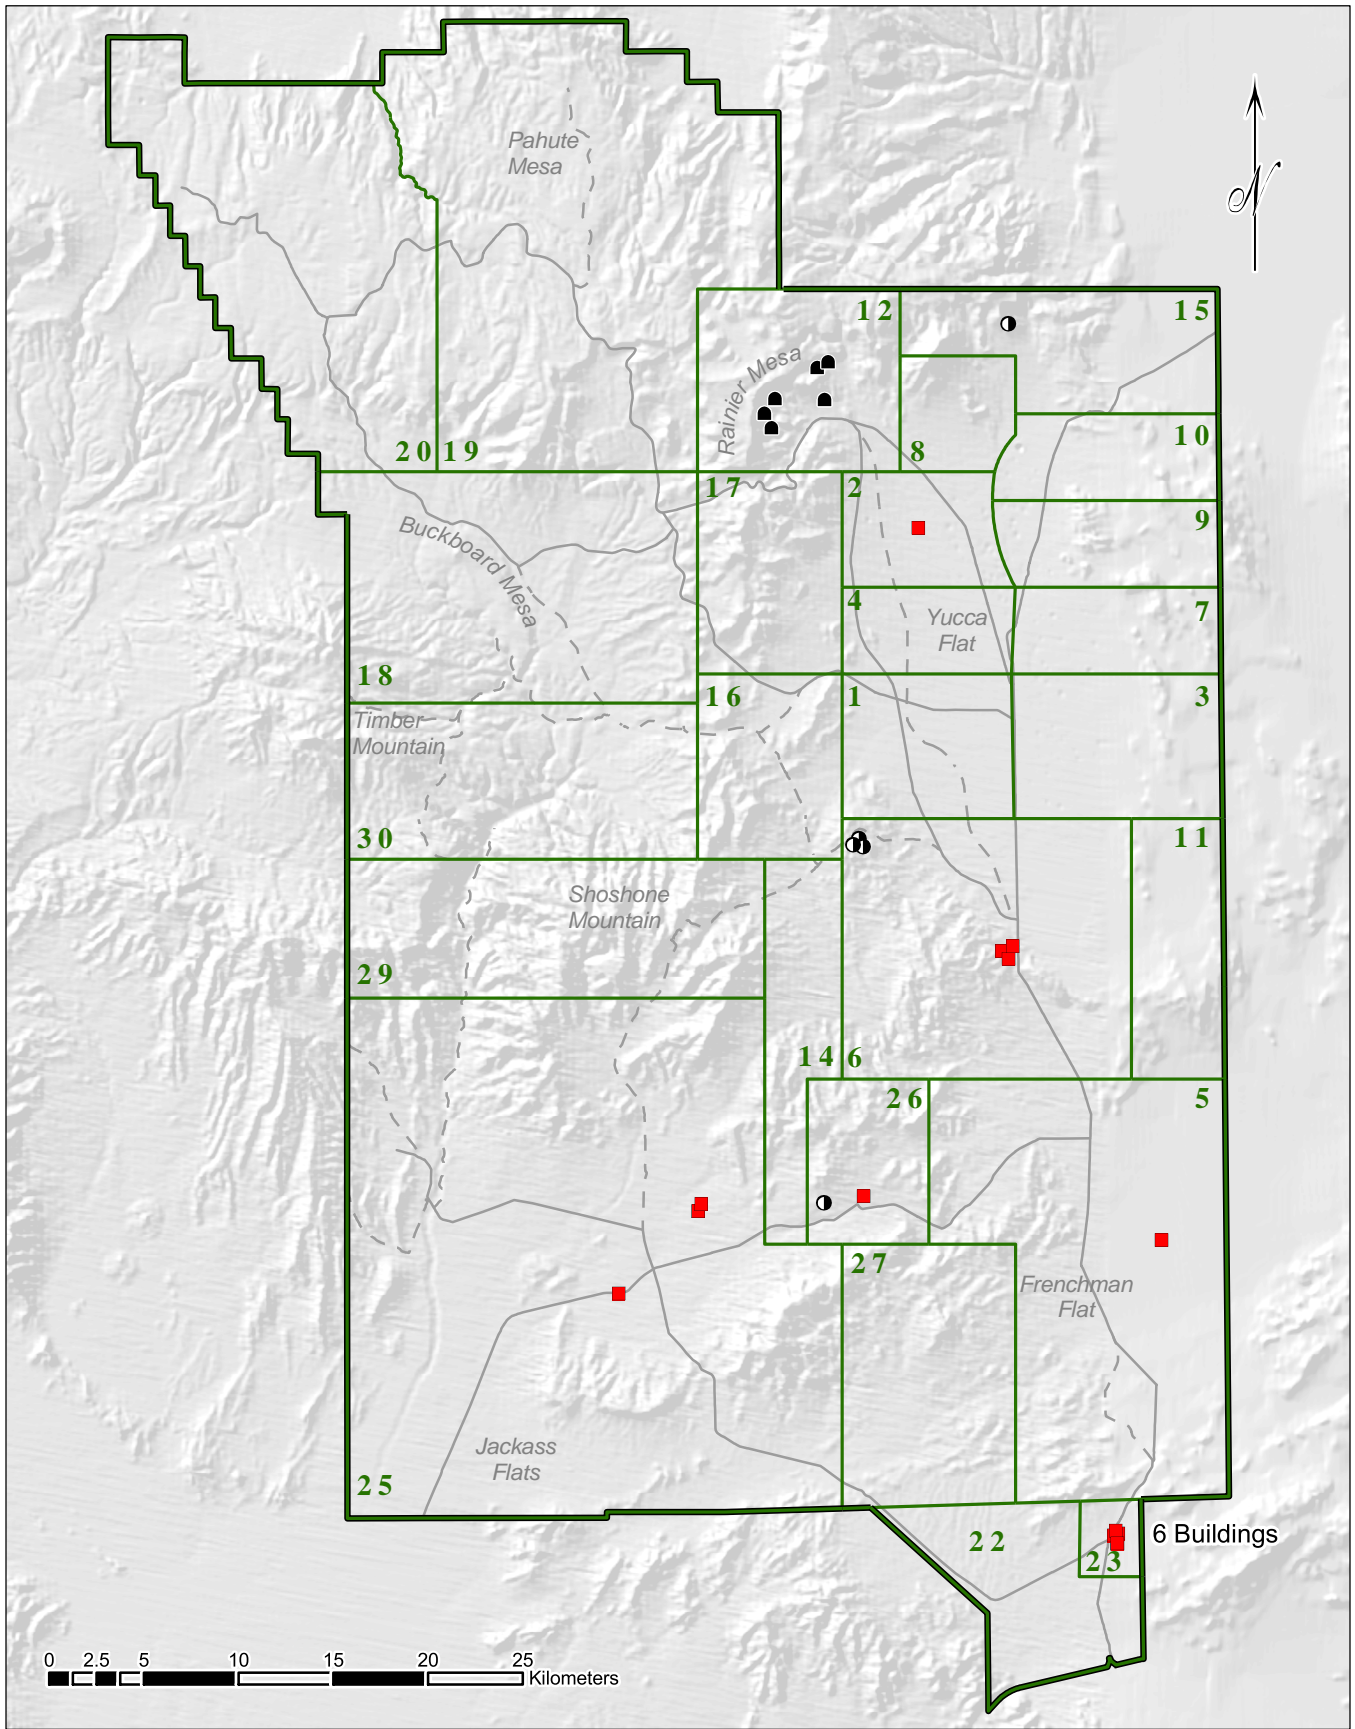 Pahute
Mesa
N
12
15
Rainier Mesa
10
20
19
8
17
2
9
Buckboard Mesa
4
7
Yucca
Flat
18
16
1
3
Timber
Mountain
30
11
Shoshone
Mountain
29
14
6
26
5
27
Frenchman
Flat
Jackass
Flats
25
22
23
6 Buildings
0 2.5 5 10 15 20 25
Kilometers